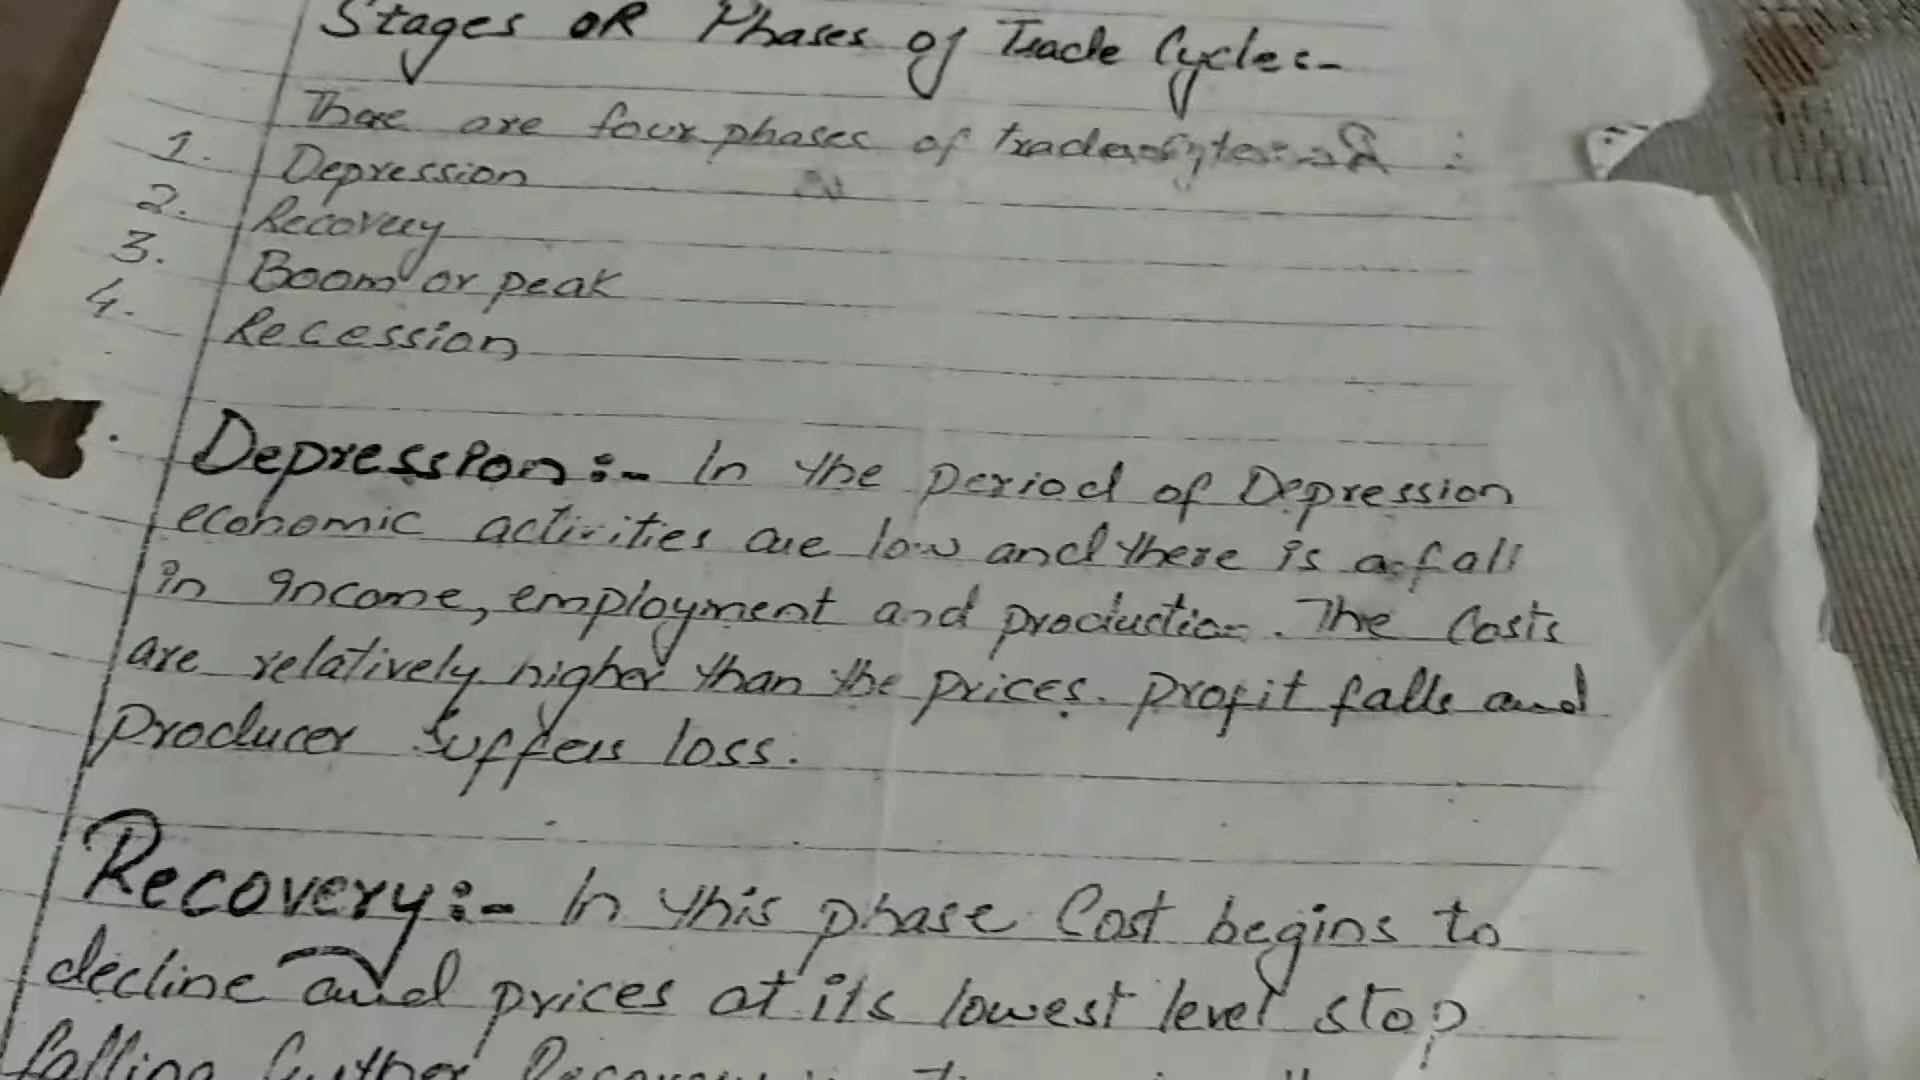 Stages OR Phases of Trade Cycle:-
There are four phases of trade
1. Depression
2. Recovery
3. Boom or peak
4. Recession
Depression:- In the period of Depression
economic activities are low and there is a fall
in income, employment and production. The Costs
are relatively higher than the prices. Profit falls and
Producer Suffers loss.
Recovery:- In this phase Cost begins to
decline and prices at its lowest level stop
falling